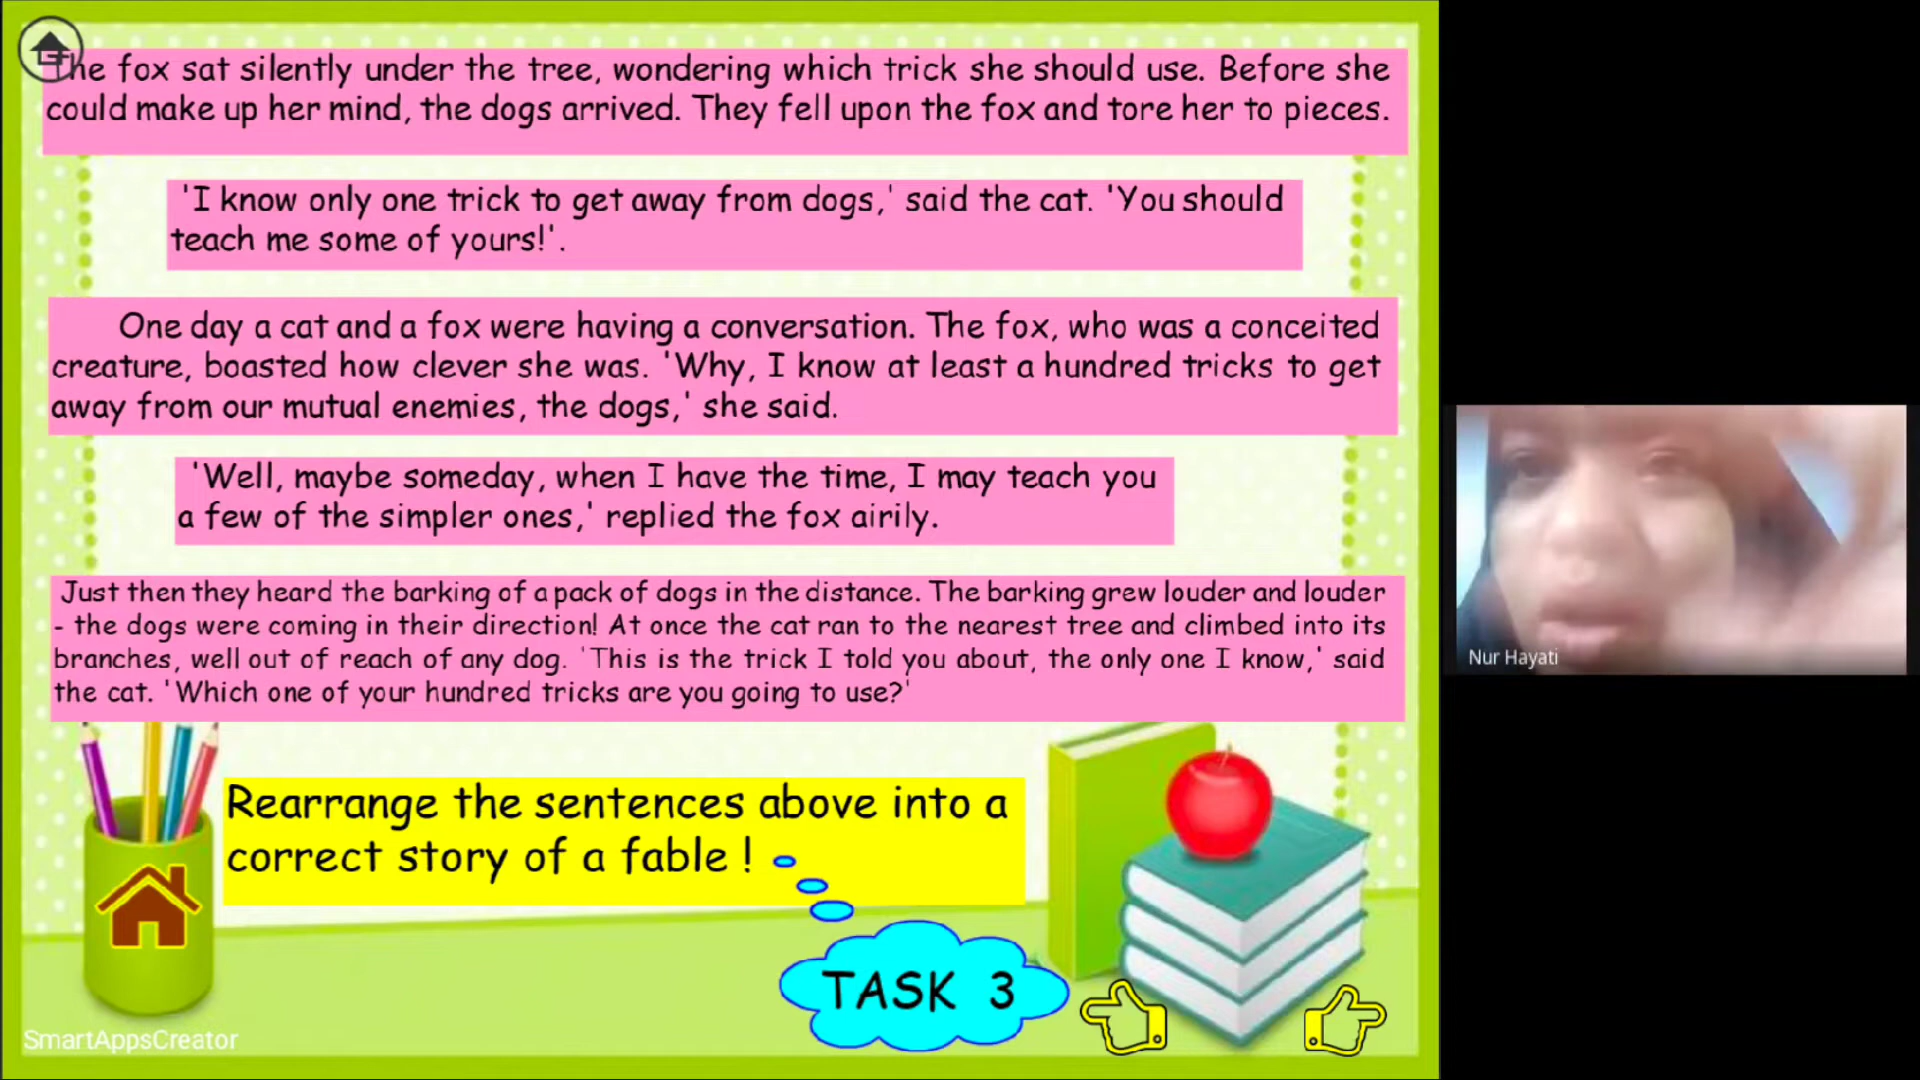 The fox sat silently under the tree, wondering which trick she should use. Before she
could make up her mind, the dogs arrived. They fell upon the fox and tore her to pieces.
'I know only one trick to get away from dogs,' said the cat. 'You should
teach me some of yours!'.
One day a cat and a fox were having a conversation. The fox, who was a conceited
creature, boasted how clever she was. 'Why, I know at least a hundred tricks to get
away from our mutual enemies, the dogs,' she said.
'Well, maybe someday, when I have the time, I may teach you
a few of the simpler ones,' replied the fox airily.
Just then they heard the barking of a pack of dogs in the distance. The barking grew louder and louder
- the dogs were coming in their direction! At once the cat ran to the nearest tree and climbed into its
branches, well out of reach of any dog. 'This is the trick I told you about, the only one I know,' said
the cat. 'Which one of your hundred tricks are you going to use?'
Rearrange the sentences above into a
correct story of a fable !
TASK 3
SmartAppsCreator
Nur Hayati